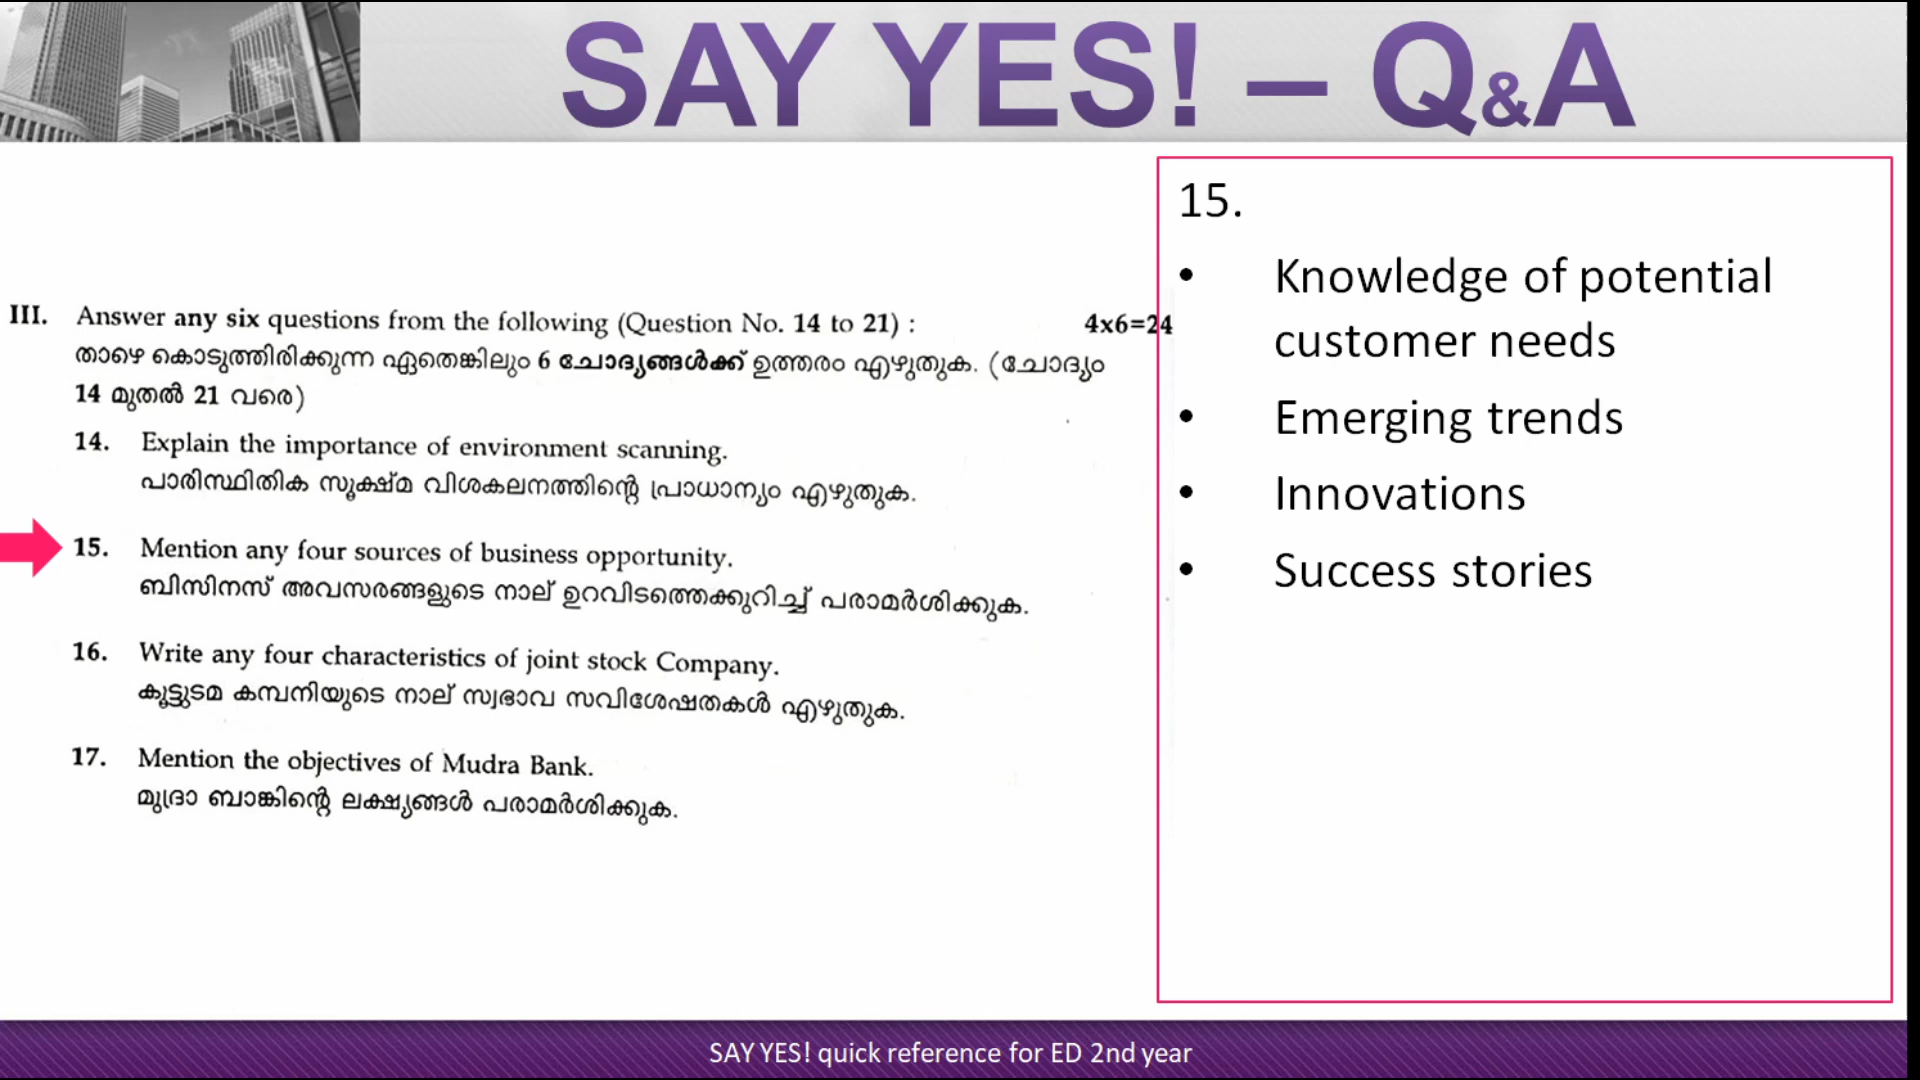 SAY YES! – Q&A
III. Answer any six questions from the following (Question No. 14 to 21) : 4x6=24
താഴെ കൊടുത്തിരിക്കുന്ന ഏതെങ്കിലും 6 ചോദ്യങ്ങൾക്ക് ഉത്തരം എഴുതുക. (ചോദ്യം
14 മുതൽ 21 വരെ)
14. Explain the importance of environment scanning.
പാരിസ്ഥിതിക സൂക്ഷ്മ വിശകലനത്തിന്റെ പ്രാധാന്യം എഴുതുക.
15. Mention any four sources of business opportunity.
ബിസിനസ് അവസരങ്ങളുടെ നാല് ഉറവിടത്തെക്കുറിച്ച് പരാമർശിക്കുക.
16. Write any four characteristics of joint stock Company.
കൂട്ടുടമ കമ്പനിയുടെ നാല് സ്വഭാവ സവിശേഷതകൾ എഴുതുക.
17. Mention the objectives of Mudra Bank.
മുദ്രാ ബാങ്കിന്റെ ലക്ഷ്യങ്ങൾ പരാമർശിക്കുക.
15.
• Knowledge of potential
customer needs
• Emerging trends
• Innovations
• Success stories
SAY YES! quick reference for ED 2nd year